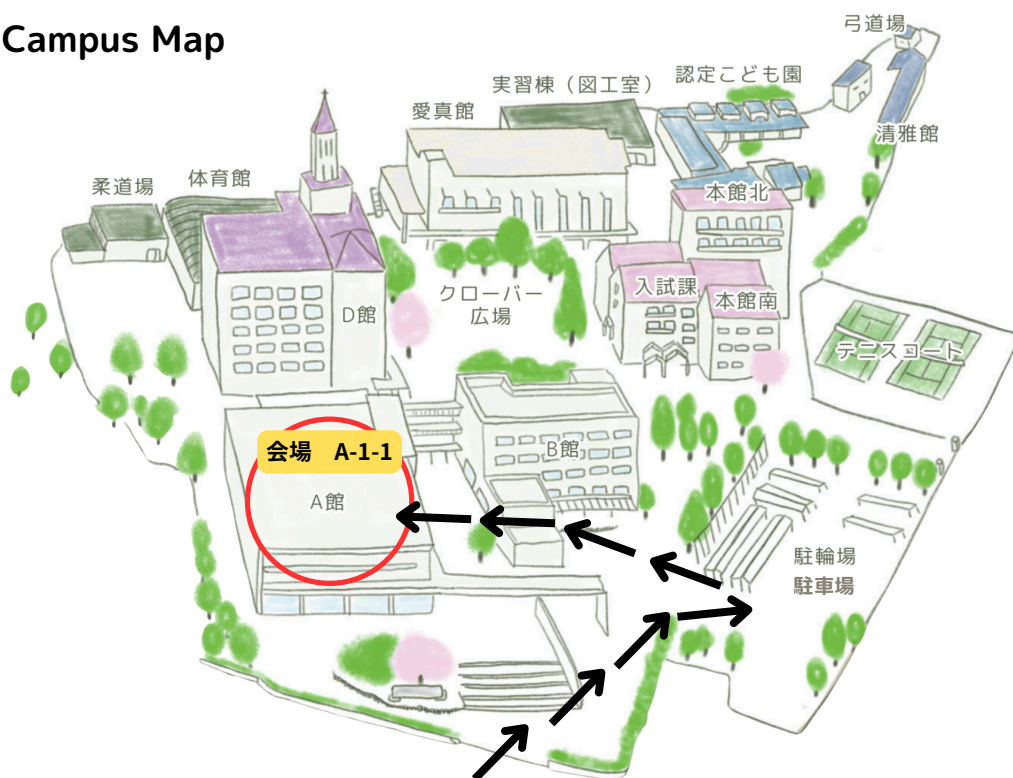 Campus Map
弓道場
認定こども園
実習棟（図工室）
愛真館
清雅館
体育館
柔道場
本館北
クローバー
広場
入試課
本館南
D館
テニスコート
会場　A-1-1
B館
A館
駐輪場
駐車場